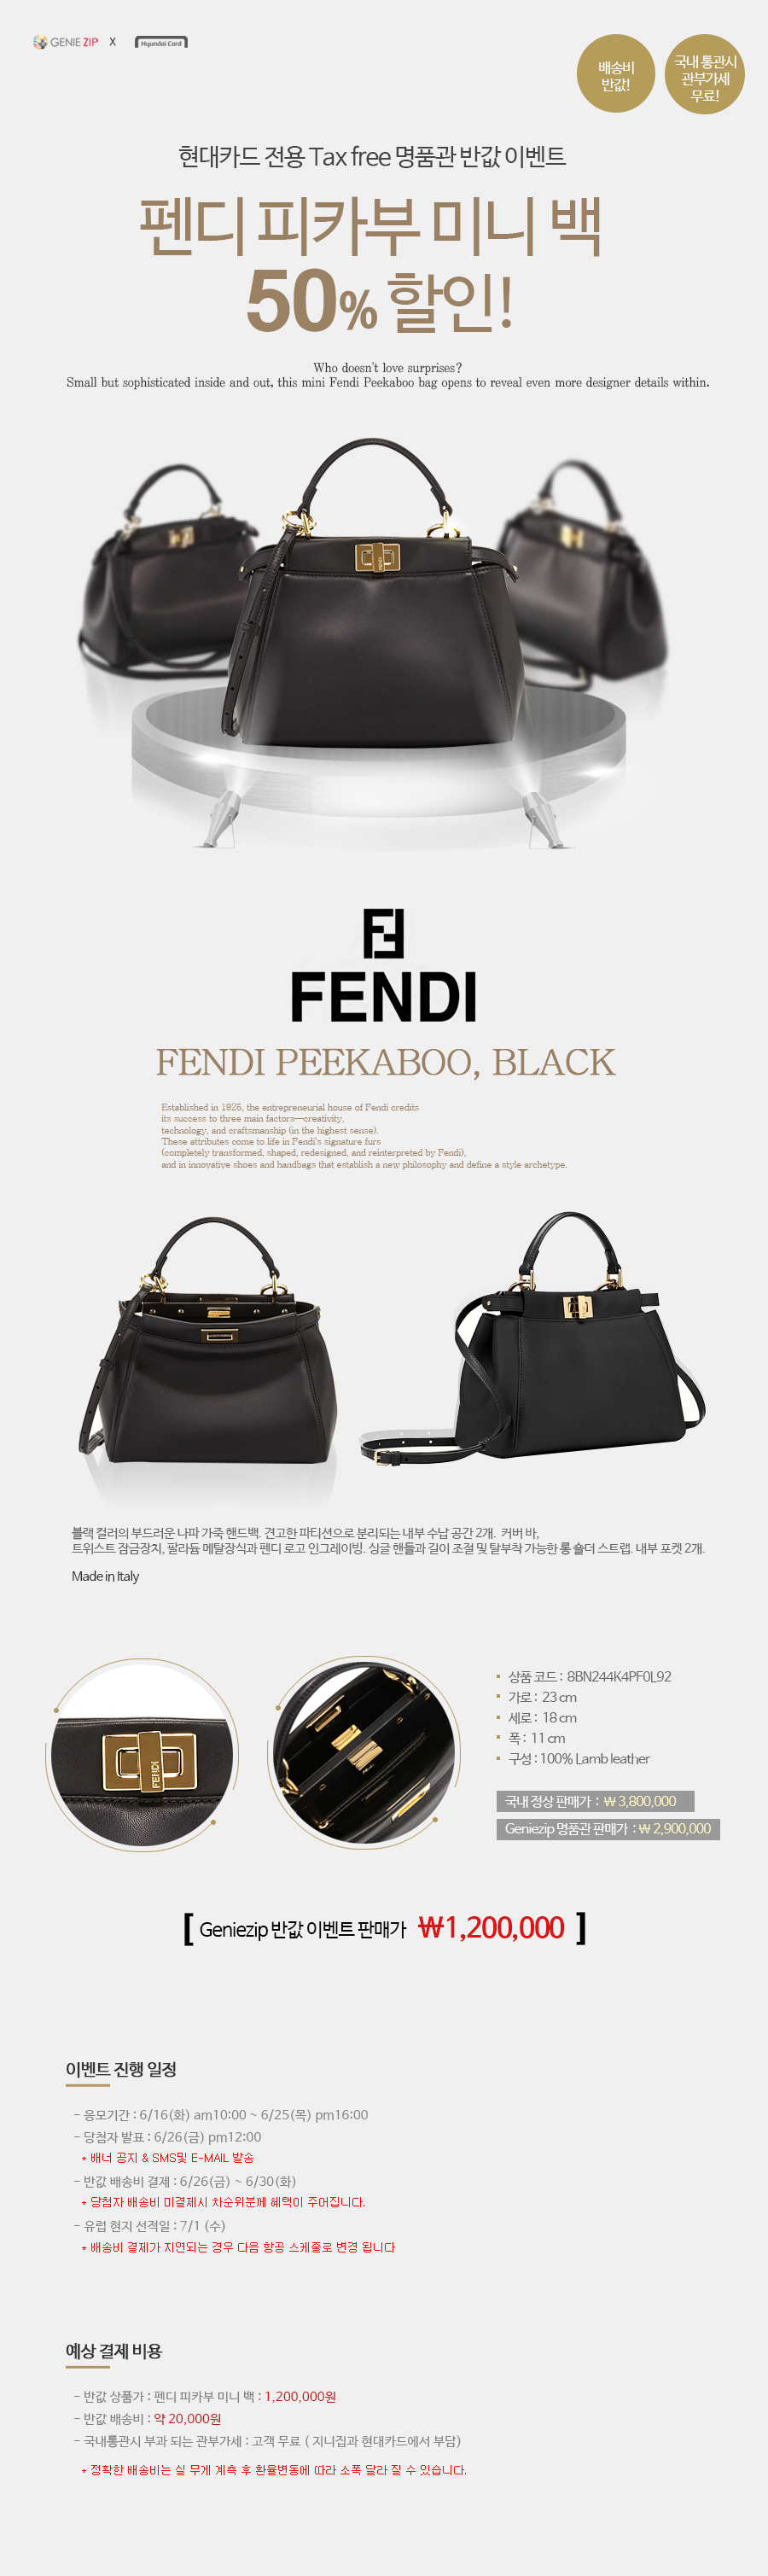 GENIE ZIP X Hyundai Card
배송비
반값!
국내 통관시
관부가세
무료!
현대카드 전용 Tax free 명품관 반값 이벤트
펜디 피카부 미니 백
50% 할인!
Who doesn't love surprises?
Small but sophisticated inside and out, this mini Fendi Peekaboo bag opens to reveal even more designer details within.
FENDI
FENDI
FENDI PEEKABOO, BLACK
Established in 1925, the entrepreneurial house of Fendi credits
its success to three main factors—creativity,
technology, and craftsmanship (in the highest sense).
These attributes come to life in Fendi's signature furs
(completely transformed, shaped, redesigned, and reinterpreted by Fendi),
and in innovative shoes and handbags that establish a new philosophy and define a style archetype.
블랙 컬러의 부드러운 나파 가죽 핸드백. 견고한 파티션으로 분리되는 내부 수납 공간 2개. 커버 바,
트위스트 잠금장치, 팔라듐 메탈장식과 펜디 로고 인그레이빙. 싱글 핸들과 길이 조절 및 탈부착 가능한 롱 숄더 스트랩. 내부 포켓 2개.
Made in Italy
FENDI
상품 코드 : 8BN244K4PF0L92
가로 : 23 cm
세로 : 18 cm
폭 : 11 cm
구성 : 100% Lamb leather
국내 정상 판매가 : ₩ 3,800,000
Geniezip 명품관 판매가 : ₩ 2,900,000
[ Geniezip 반값 이벤트 판매가 ₩1,200,000 ]
이벤트 진행 일정
- 응모기간 : 6/16(화) am10:00 ~ 6/25(목) pm16:00
- 당첨자 발표 : 6/26(금) pm12:00
* 배너 공지 & SMS및 E-MAIL 발송
- 반값 배송비 결제 : 6/26(금) ~ 6/30(화)
* 당첨자 배송비 미결제시 차순위분께 혜택이 주어집니다.
- 유럽 현지 선적일 : 7/1 (수)
* 배송비 결제가 지연되는 경우 다음 항공 스케줄로 변경 됩니다
예상 결제 비용
- 반값 상품가 : 펜디 피카부 미니 백 : 1,200,000원
- 반값 배송비 : 약 20,000원
- 국내통관시 부과 되는 관부가세 : 고객 무료 ( 지니집과 현대카드에서 부담)
* 정확한 배송비는 실 무게 계측 후 환율변동에 따라 소폭 달라 질 수 있습니다.